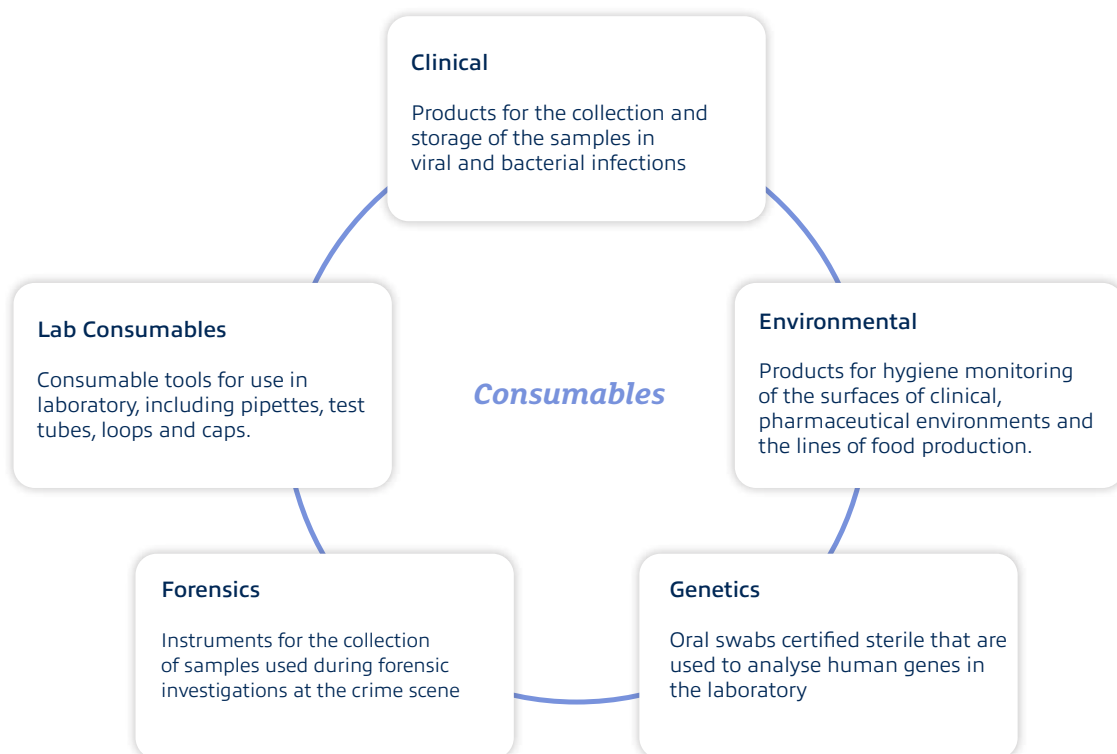 Clinical
Products for the collection and
storage of the samples in
viral and bacterial infections
Lab Consumables
Consumable tools for use in
laboratory, including pipettes, test
tubes, loops and caps.
Consumables
Environmental
Products for hygiene monitoring
of the surfaces of clinical,
pharmaceutical environments and
the lines of food production.
Forensics
Instruments for the collection
of samples used during forensic
investigations at the crime scene
Genetics
Oral swabs certified sterile that are
used to analyse human genes in
the laboratory